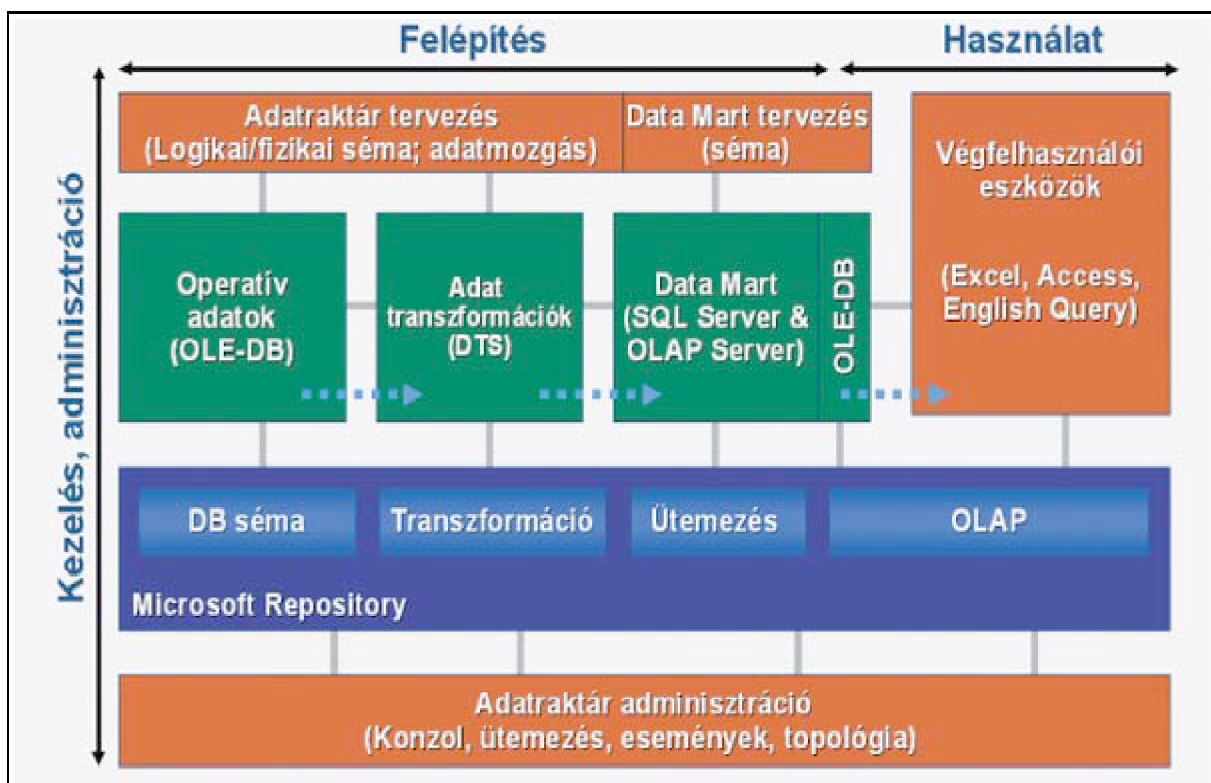 Felépítés
Használat
Kezelés, adminisztráció
Adatraktár tervezés
(Logikai/fizikai séma; adatmozgás)
Data Mart tervezés
(séma)
Végfelhasználói
eszközök
(Excel, Access,
English Query)
Operatív
adatok
(OLE-DB)
Adat
transzformációk
(DTS)
Data Mart
(SQL Server &
OLAP Server)
OLE-DB
DB séma
Transzformáció
Ütemezés
OLAP
Microsoft Repository
Adatraktár adminisztráció
(Konzol, ütemezés, események, topológia)